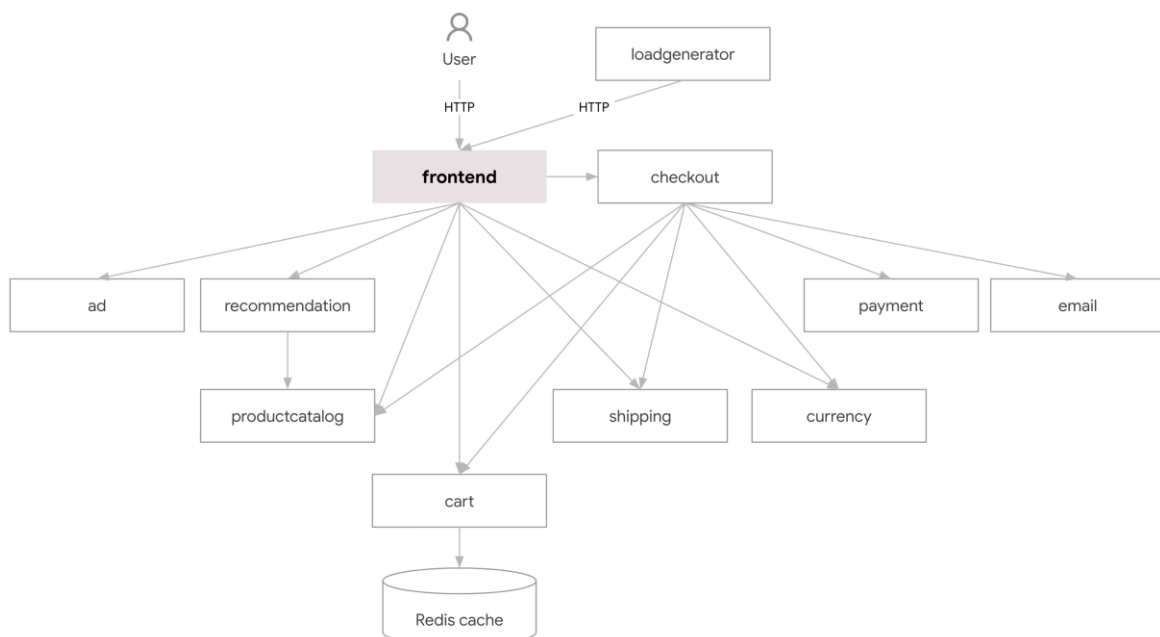 User
loadgenerator
HTTP
HTTP
frontend
checkout
ad
recommendation
payment
email
productcatalog
shipping
currency
cart
Redis cache